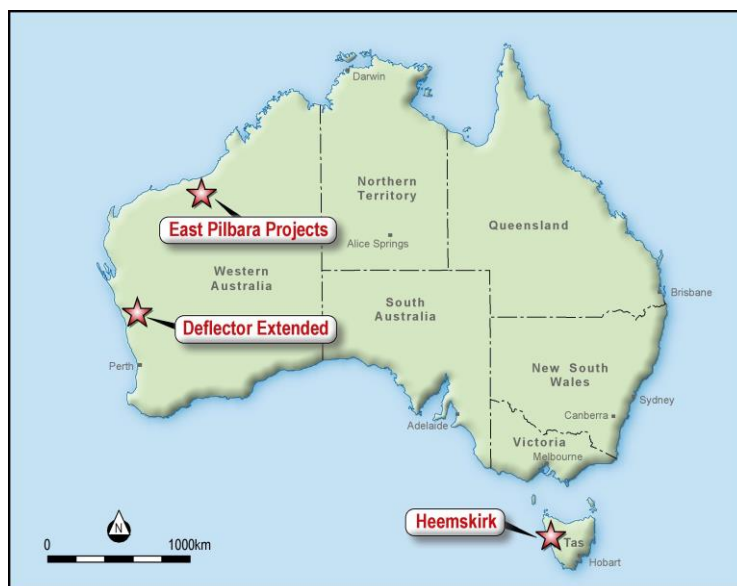 Darwin
Northern
Territory
East Pilbara Projects
Alice Springs
Queensland
Western
Australia
South
Australia
Brisbane
Deflector Extended
Perth
New South
Wales
Sydney
Canberra
Adelaide
Victoria
Melbourne
Heemskirk
Tas
Hobart
N
0 1000km